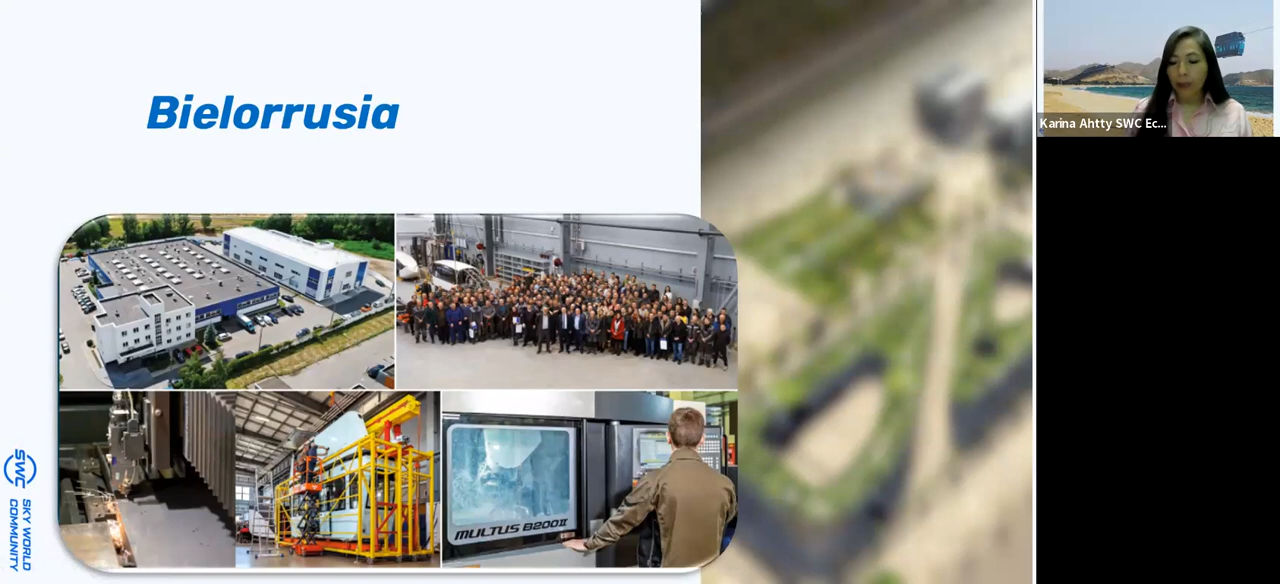 Bielorrusia
Karina Ahtty SWC Ec...
MULTUS B200II
SWC
SKY WORLD
COMMUNITY